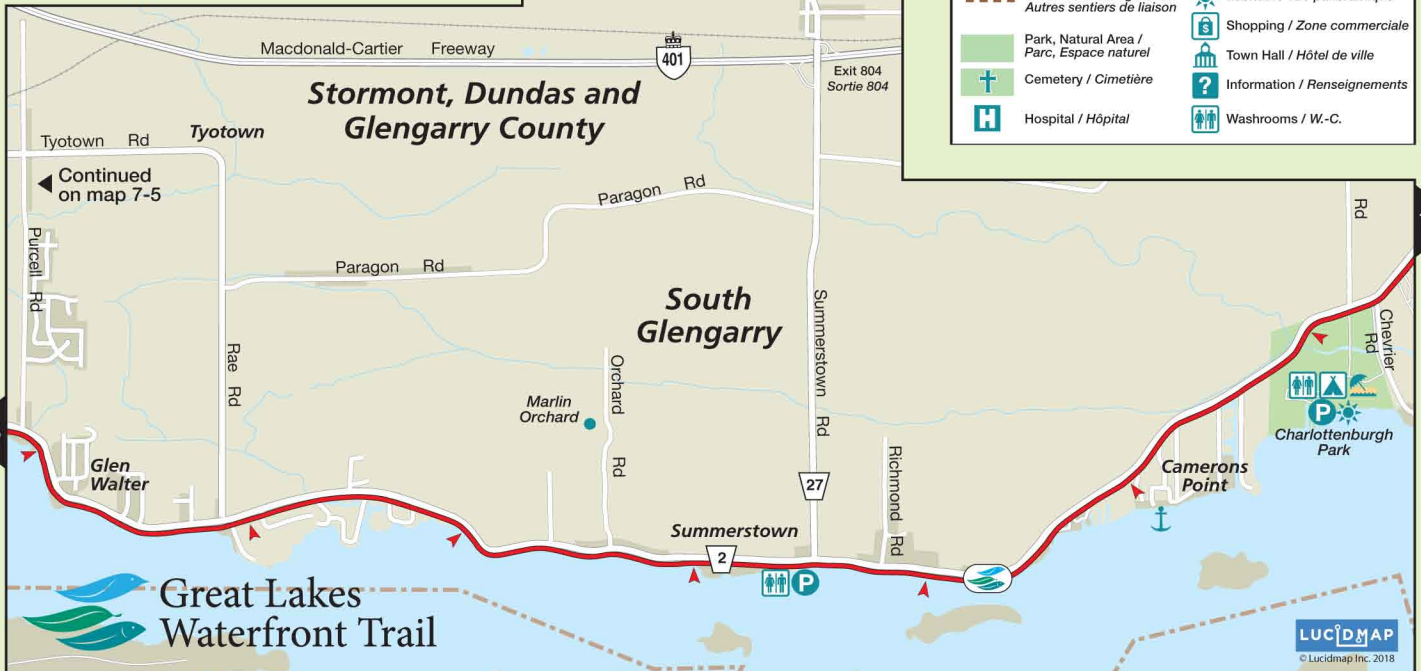 Autres sentiers de liaison
Shopping / Zone commerciale
Park, Natural Area /
Parc, Espace naturel
Town Hall / Hôtel de ville
Cemetery / Cimetière
? Information / Renseignements
H Hospital / Hôpital
Washrooms / W.-C.
Macdonald-Cartier Freeway
401
Exit 804
Sortie 804
Stormont, Dundas and
Glengarry County
Tyotown Rd
Tyotown
Continued
on map 7-5
Paragon Rd
Paragon Rd
Purcell Rd
Rae Rd
South
Glengarry
Summerstown Rd
Orchard Rd
Marlin
Orchard
Richmond Rd
Rd
Rd
Chevrier
P
Charlottenburgh
Park
Glen
Walter
Camerons
Point
27
Summerstown
2
P
Great Lakes
Waterfront Trail
LUCIDMAP
© Lucidmap Inc. 2018